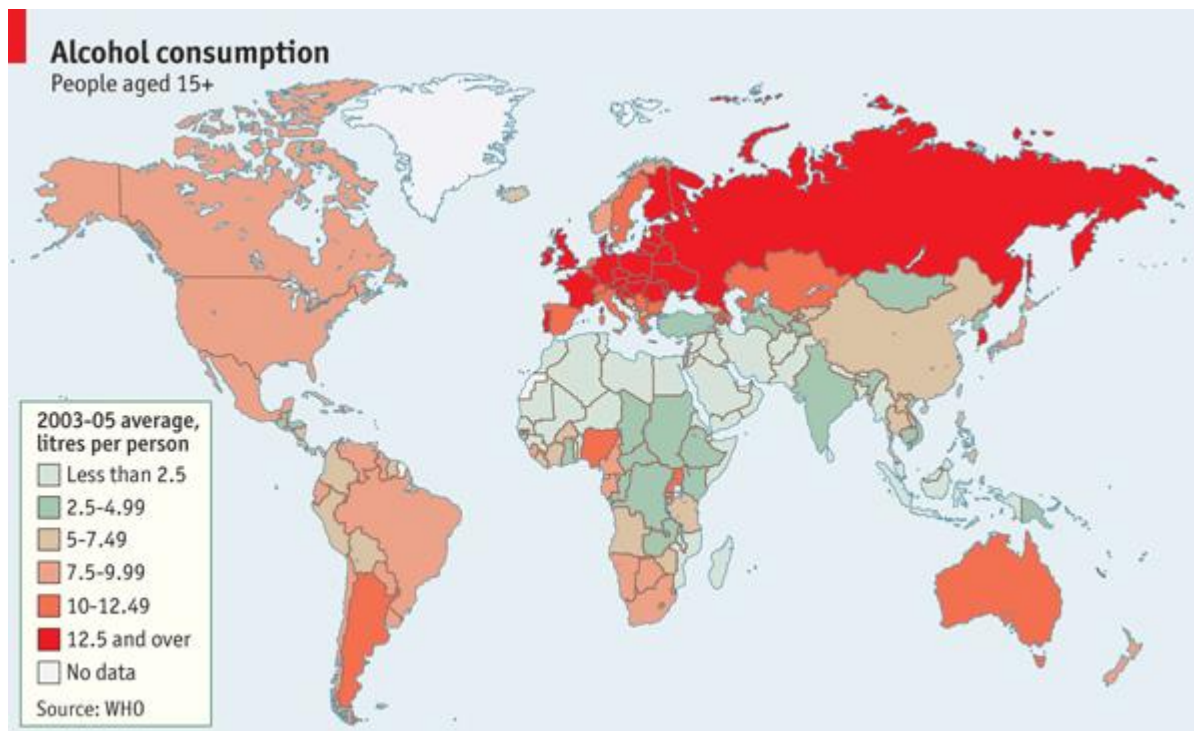 Alcohol consumption
People aged 15+
2003-05 average,
litres per person
Less than 2.5
2.5-4.99
5-7.49
7.5-9.99
10-12.49
12.5 and over
No data
Source: WHO